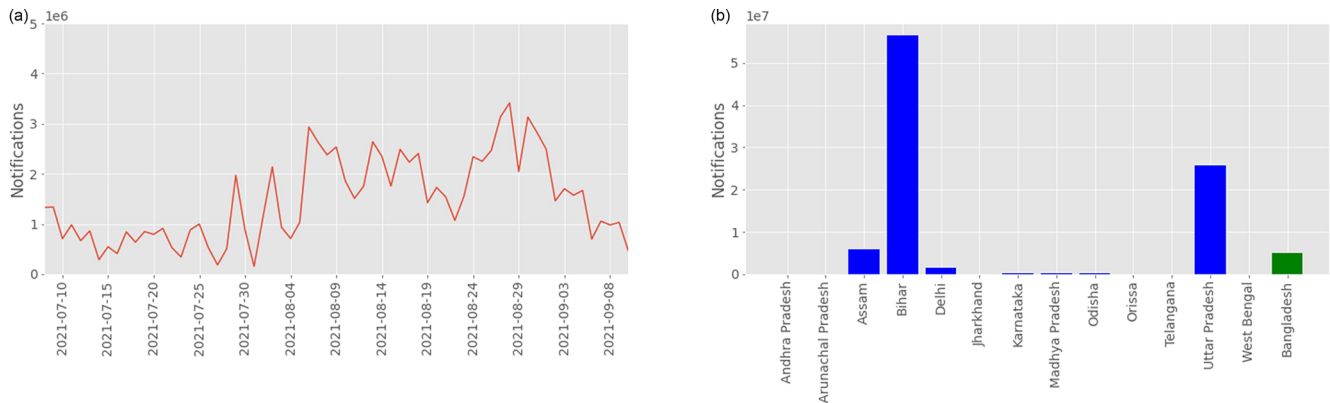 (a)
1e6
5
4
3
2
1
0
Notifications
2021-07-10
2021-07-15
2021-07-20
2021-07-25
2021-07-30
2021-08-04
2021-08-09
2021-08-14
2021-08-19
2021-08-24
2021-08-29
2021-09-03
2021-09-08
(b)
1e7
5
4
3
2
1
0
Notifications
Andhra Pradesh
Arunachal Pradesh
Assam
Bihar
Delhi
Jharkhand
Karnataka
Madhya Pradesh
Odisha
Orissa
Telangana
Uttar Pradesh
West Bengal
Bangladesh